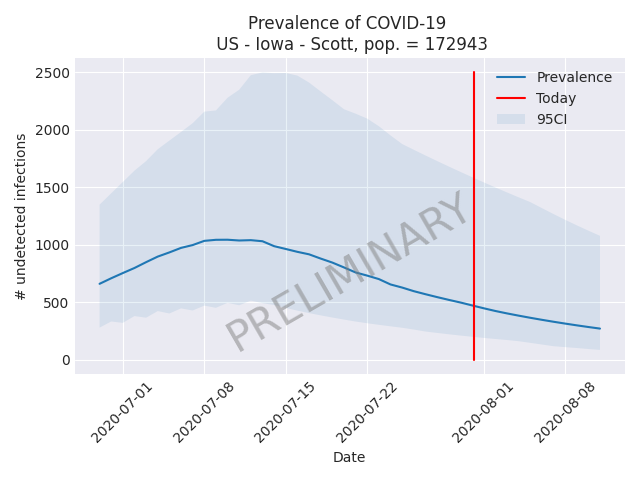 Prevalence of COVID-19
US - Iowa - Scott, pop. = 172943
2500
2000
1500
1000
500
0
# undetected infections
Prevalence
Today
95CI
PRELIMINARY
2020-07-01
2020-07-08
2020-07-15
2020-07-22
2020-08-01
2020-08-08
Date